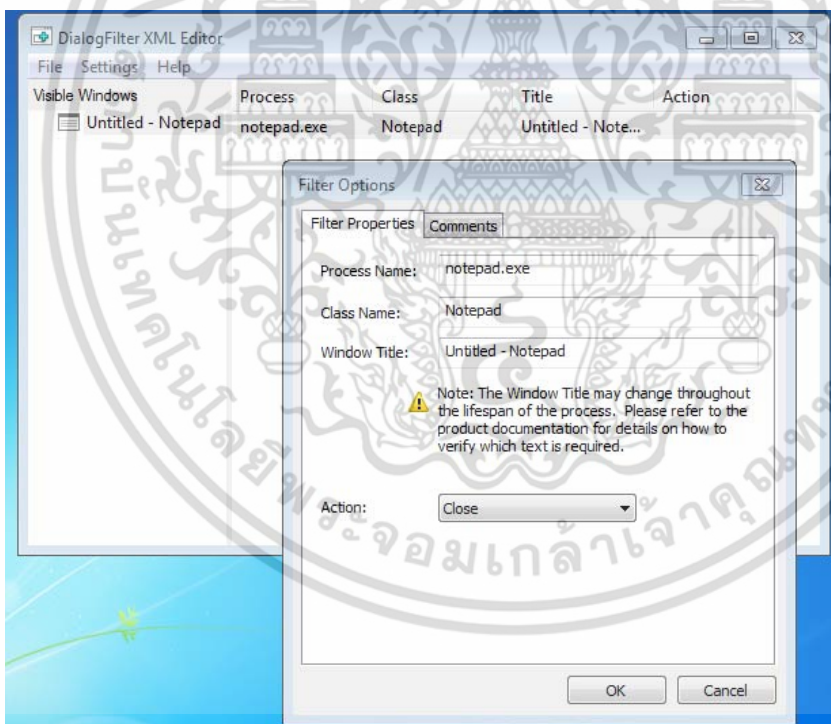 DialogFilter XML Editor
File Settings Help
Visible Windows Process Class Title Action
Untitled - Notepad notepad.exe Notepad Untitled - Note...
Filter Options
Filter Properties Comments
Process Name: notepad.exe
Class Name: Notepad
Window Title: Untitled - Notepad
Note: The Window Title may change throughout
the lifespan of the process. Please refer to the
product documentation for details on how to
verify which text is required.
Action: Close
OK Cancel